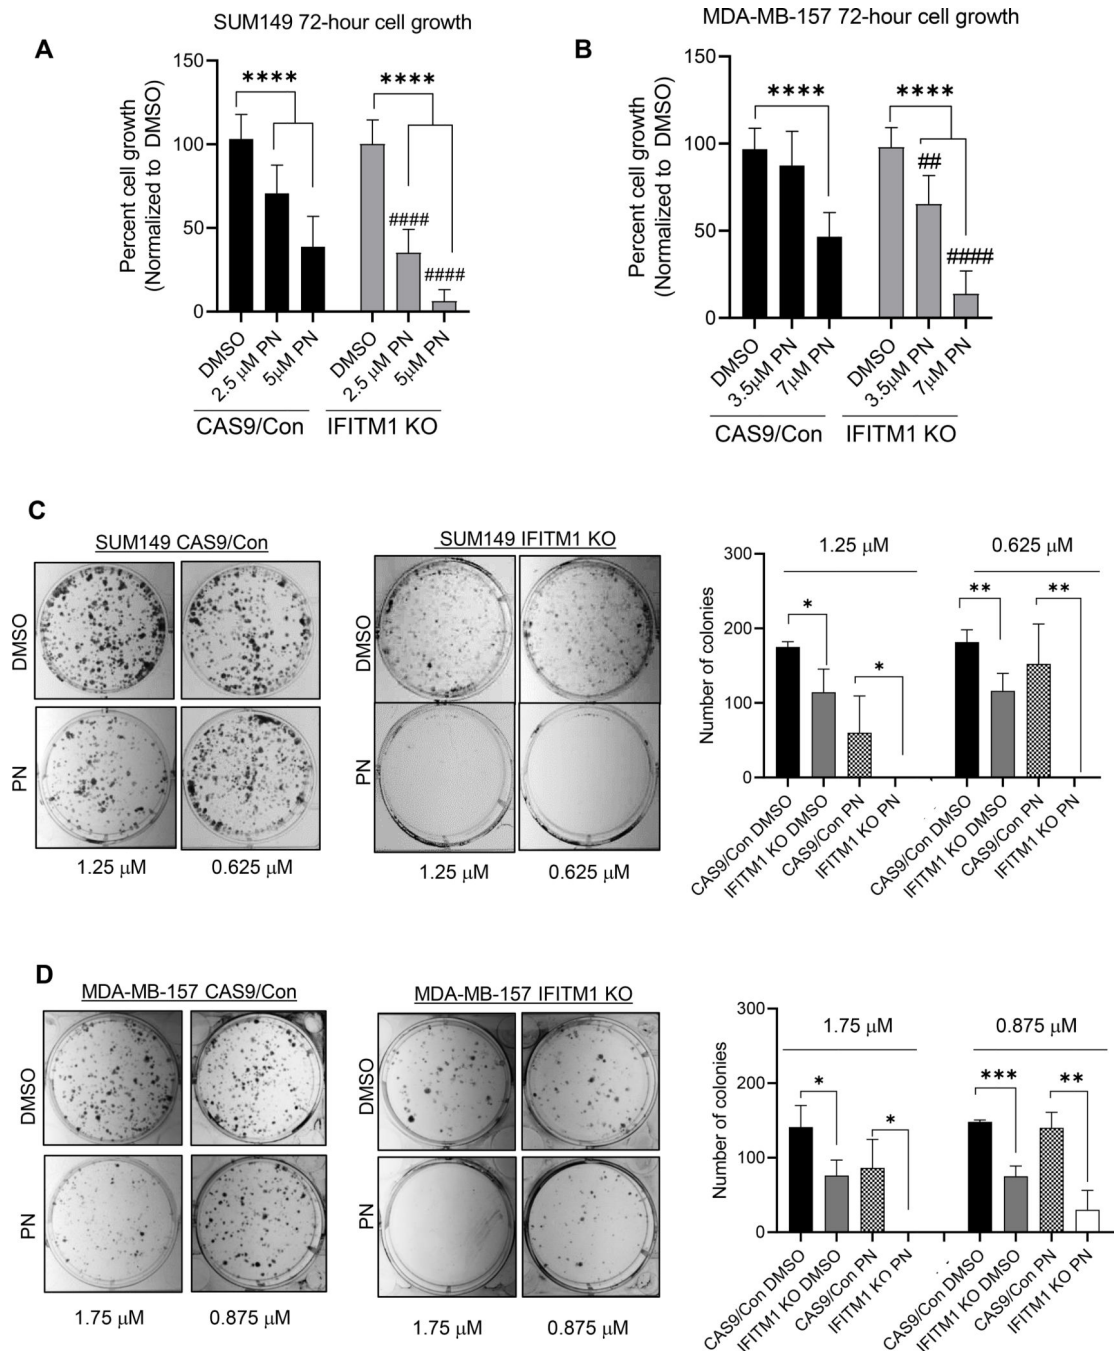 SUM149 72-hour cell growth
A
Percent cell growth
(Normalized to DMSO)
150
100
50
0
****
****
####
####
DMSO
2.5 μM PN
5μM PN
DMSO
2.5 μM PN
5μM PN
CAS9/Con
IFITM1 KO
MDA-MB-157 72-hour cell growth
B
Percent cell growth
(Normalized to DMSO)
150
100
50
0
****
****
##
####
DMSO
3.5μM PN
7μM PN
DMSO
3.5μM PN
7μM PN
CAS9/Con
IFITM1 KO
C
SUM149 CAS9/Con
DMSO
PN
1.25 μM
0.625 μM
SUM149 IFITM1 KO
DMSO
PN
1.25 μM
0.625 μM
Number of colonies
300
200
100
0
1.25 μM
0.625 μM
*
*
**
**
CAS9/Con DMSO
IFITM1 KO DMSO
CAS9/Con PN
IFITM1 KO PN
CAS9/Con DMSO
IFITM1 KO DMSO
CAS9/Con PN
IFITM1 KO PN
D
MDA-MB-157 CAS9/Con
DMSO
PN
1.75 μM
0.875 μM
MDA-MB-157 IFITM1 KO
DMSO
PN
1.75 μM
0.875 μM
Number of colonies
300
200
100
0
1.75 μM
0.875 μM
*
*
***
**
CAS9/Con DMSO
IFITM1 KO DMSO
CAS9/Con PN
IFITM1 KO PN
CAS9/Con DMSO
IFITM1 KO DMSO
CAS9/Con PN
IFITM1 KO PN